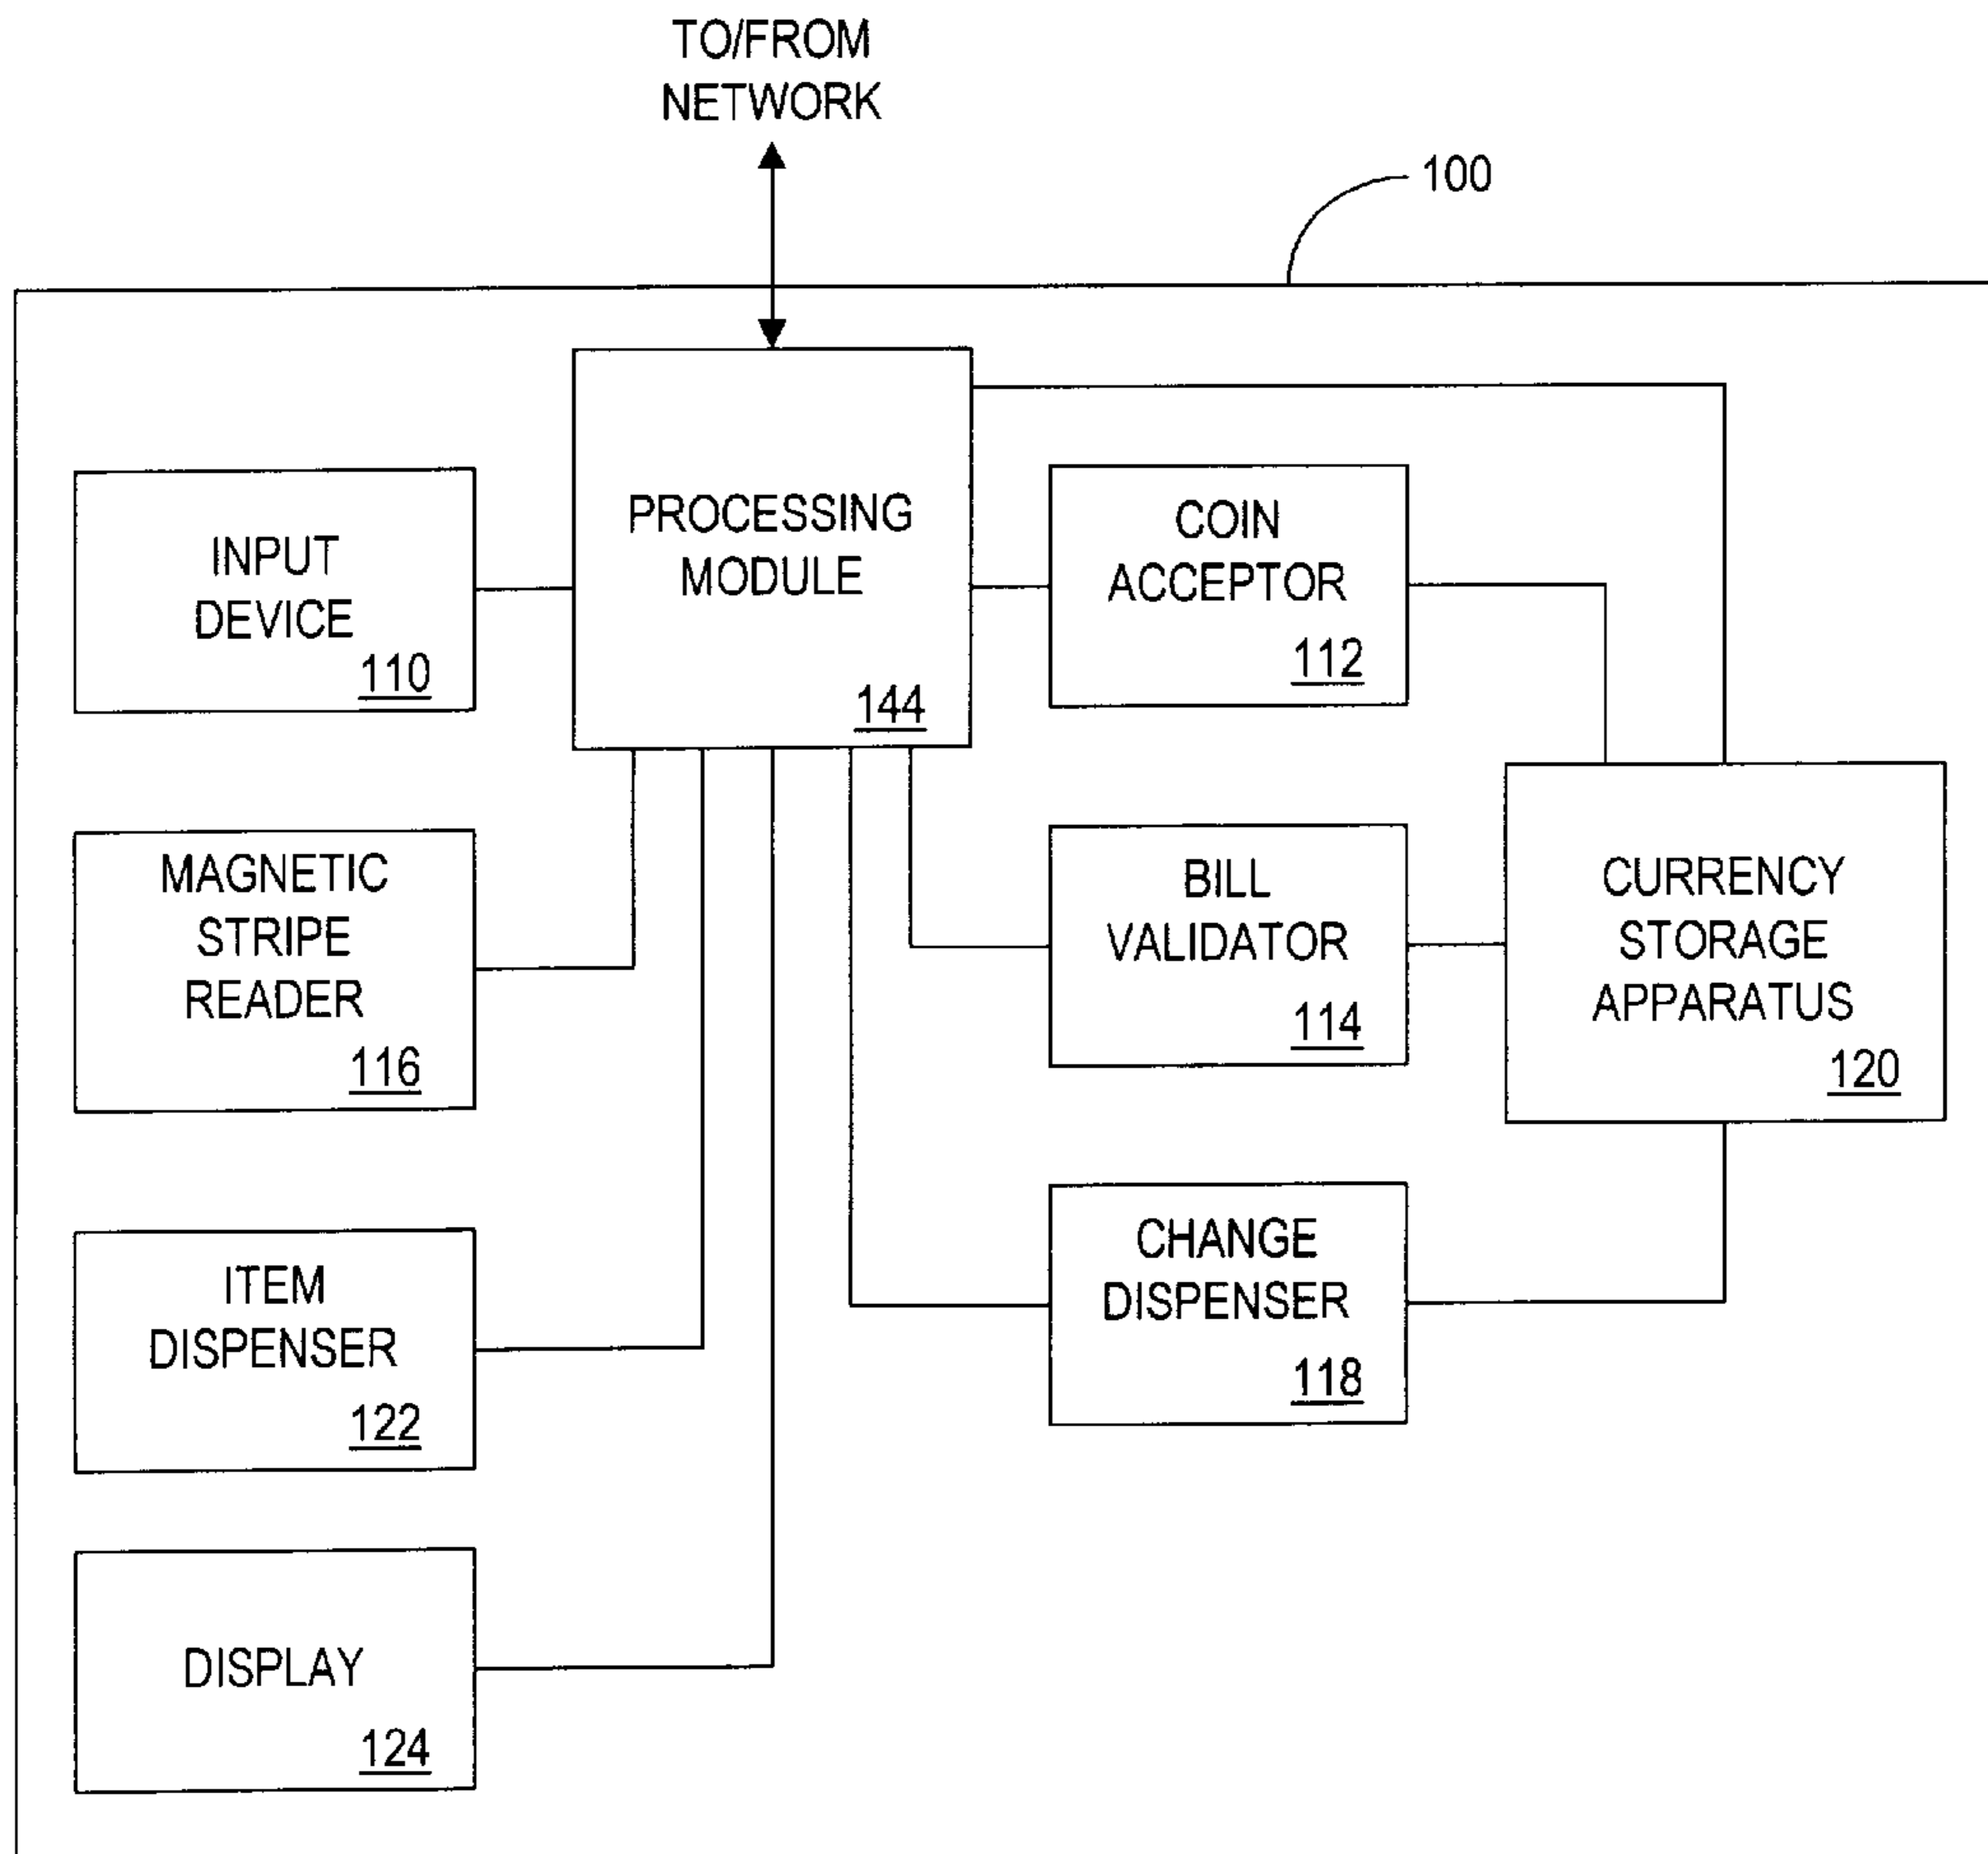 TO/FROM
NETWORK
100
PROCESSING
MODULE
144
INPUT
DEVICE
110
COIN
ACCEPTOR
112
MAGNETIC
STRIPE
READER
116
BILL
VALIDATOR
114
CURRENCY
STORAGE
APPARATUS
120
ITEM
DISPENSER
122
CHANGE
DISPENSER
118
DISPLAY
124